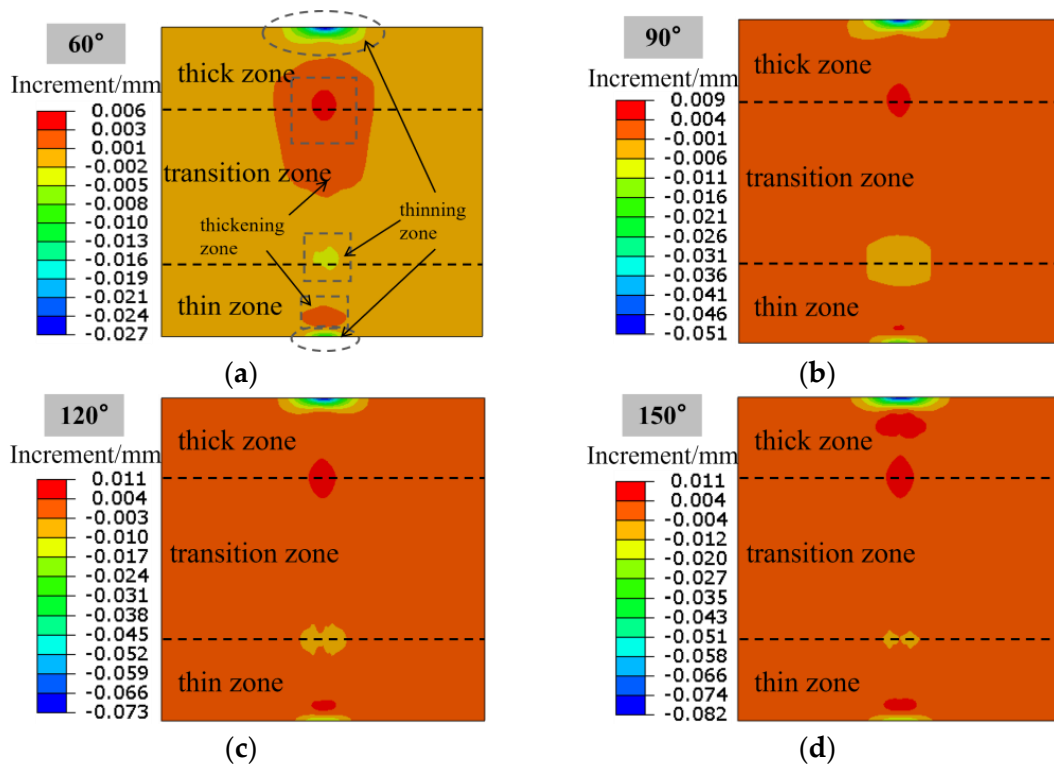 60°
Increment/mm
0.006
0.003
0.001
-0.002
-0.005
-0.008
-0.010
-0.013
-0.016
-0.019
-0.022
-0.024
-0.027
thick zone
transition zone
thickening
zone
thinning
zone
thin zone
(a)
90°
Increment/mm
0.009
0.004
-0.001
-0.006
-0.011
-0.016
-0.021
-0.026
-0.031
-0.036
-0.041
-0.046
-0.051
thick zone
transition zone
thin zone
(b)
120°
Increment/mm
0.011
0.004
-0.003
-0.010
-0.017
-0.024
-0.031
-0.038
-0.045
-0.052
-0.059
-0.066
-0.073
thick zone
transition zone
thin zone
(c)
150°
Increment/mm
0.011
0.004
-0.004
-0.012
-0.020
-0.027
-0.035
-0.043
-0.051
-0.059
-0.066
-0.074
-0.082
thick zone
transition zone
thin zone
(d)